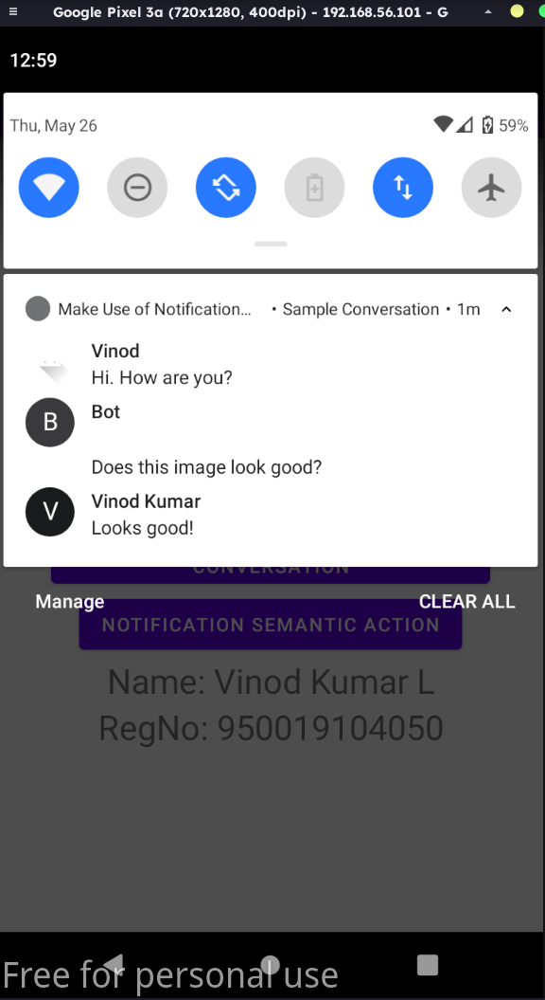 Google Pixel 3a (720x1280, 400dpi) - 192.168.56.101 - G
12:59
Thu, May 26
59%
Make Use of Notification… • Sample Conversation • 1m
Vinod
Hi. How are you?
B
Bot
Does this image look good?
V
Vinod Kumar
Looks good!
CONVERSATION
Manage
CLEAR ALL
NOTIFICATION SEMANTIC ACTION
Name: Vinod Kumar L
RegNo: 950019104050
Free for personal use